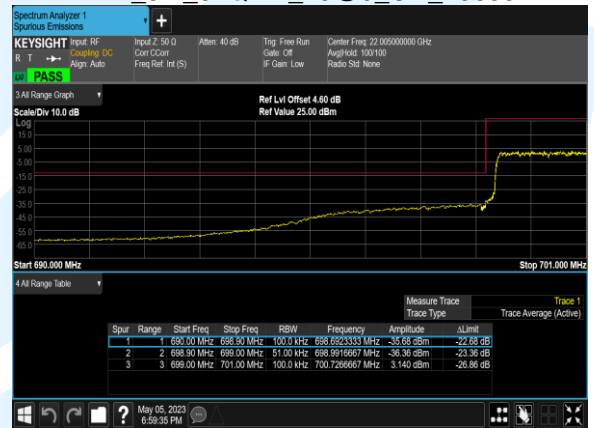 Spectrum Analyzer 1
Spurious Emissions
KEYSIGHT Input: RF Input Z: 50 Ω Atten: 40 dB Trig: Free Run Center Freq: 22.005000000 GHz
R T Coupling: DC Corr CCorr Gate: Off Avg|Hold: 100/100
Align: Auto Freq Ref: Int (S) IF Gain: Low Radio Std: None
LV PASS
3 All Range Graph
Scale/Div 10.0 dB Ref Lvl Offset 4.60 dB
Ref Value 25.00 dBm
Log
15.0
5.00
-5.00
-15.0
-25.0
-35.0
-45.0
-55.0
-65.0
Start 690.000 MHz Stop 701.000 MHz
4 All Range Table
Measure Trace Trace 1
Trace Type Trace Average (Active)
Spur Range Start Freq Stop Freq RBW Frequency Amplitude ΔLimit
1 1 690.00 MHz 698.90 MHz 100.0 kHz 698.6923333 MHz -35.68 dBm -22.68 dB
2 2 698.90 MHz 699.00 MHz 51.00 kHz 698.9916667 MHz -36.36 dBm -23.36 dB
3 3 699.00 MHz 701.00 MHz 100.0 kHz 700.7266667 MHz 3.140 dBm -26.86 dB
? May 05, 2023
6:59:35 PM